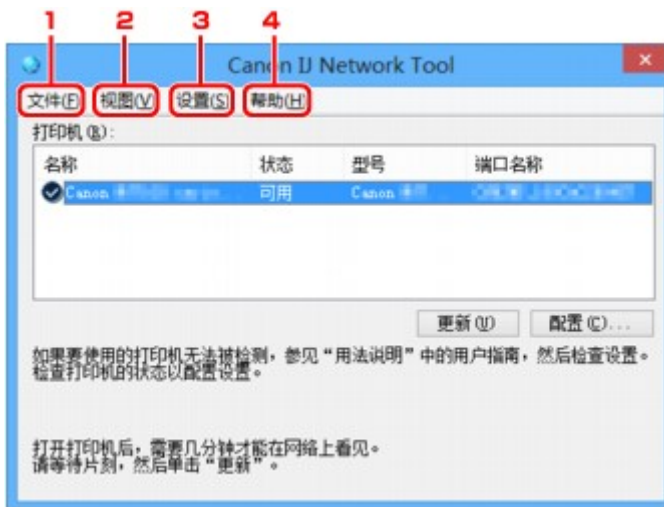 1 2 3 4
Canon IJ Network Tool
文件(F) 视图(V) 设置(S) 帮助(H)
打印机(R):
名称 状态 型号 端口名称
Canon 可用 Canon
更新(U) 配置(C)...
如果要使用的打印机无法被检测，参见“用法说明”中的用户指南，然后检查设置。
检查打印机的状态以配置设置。
打开打印机后，需要几分钟才能在网络上看见。
请等待片刻，然后单击“更新”。